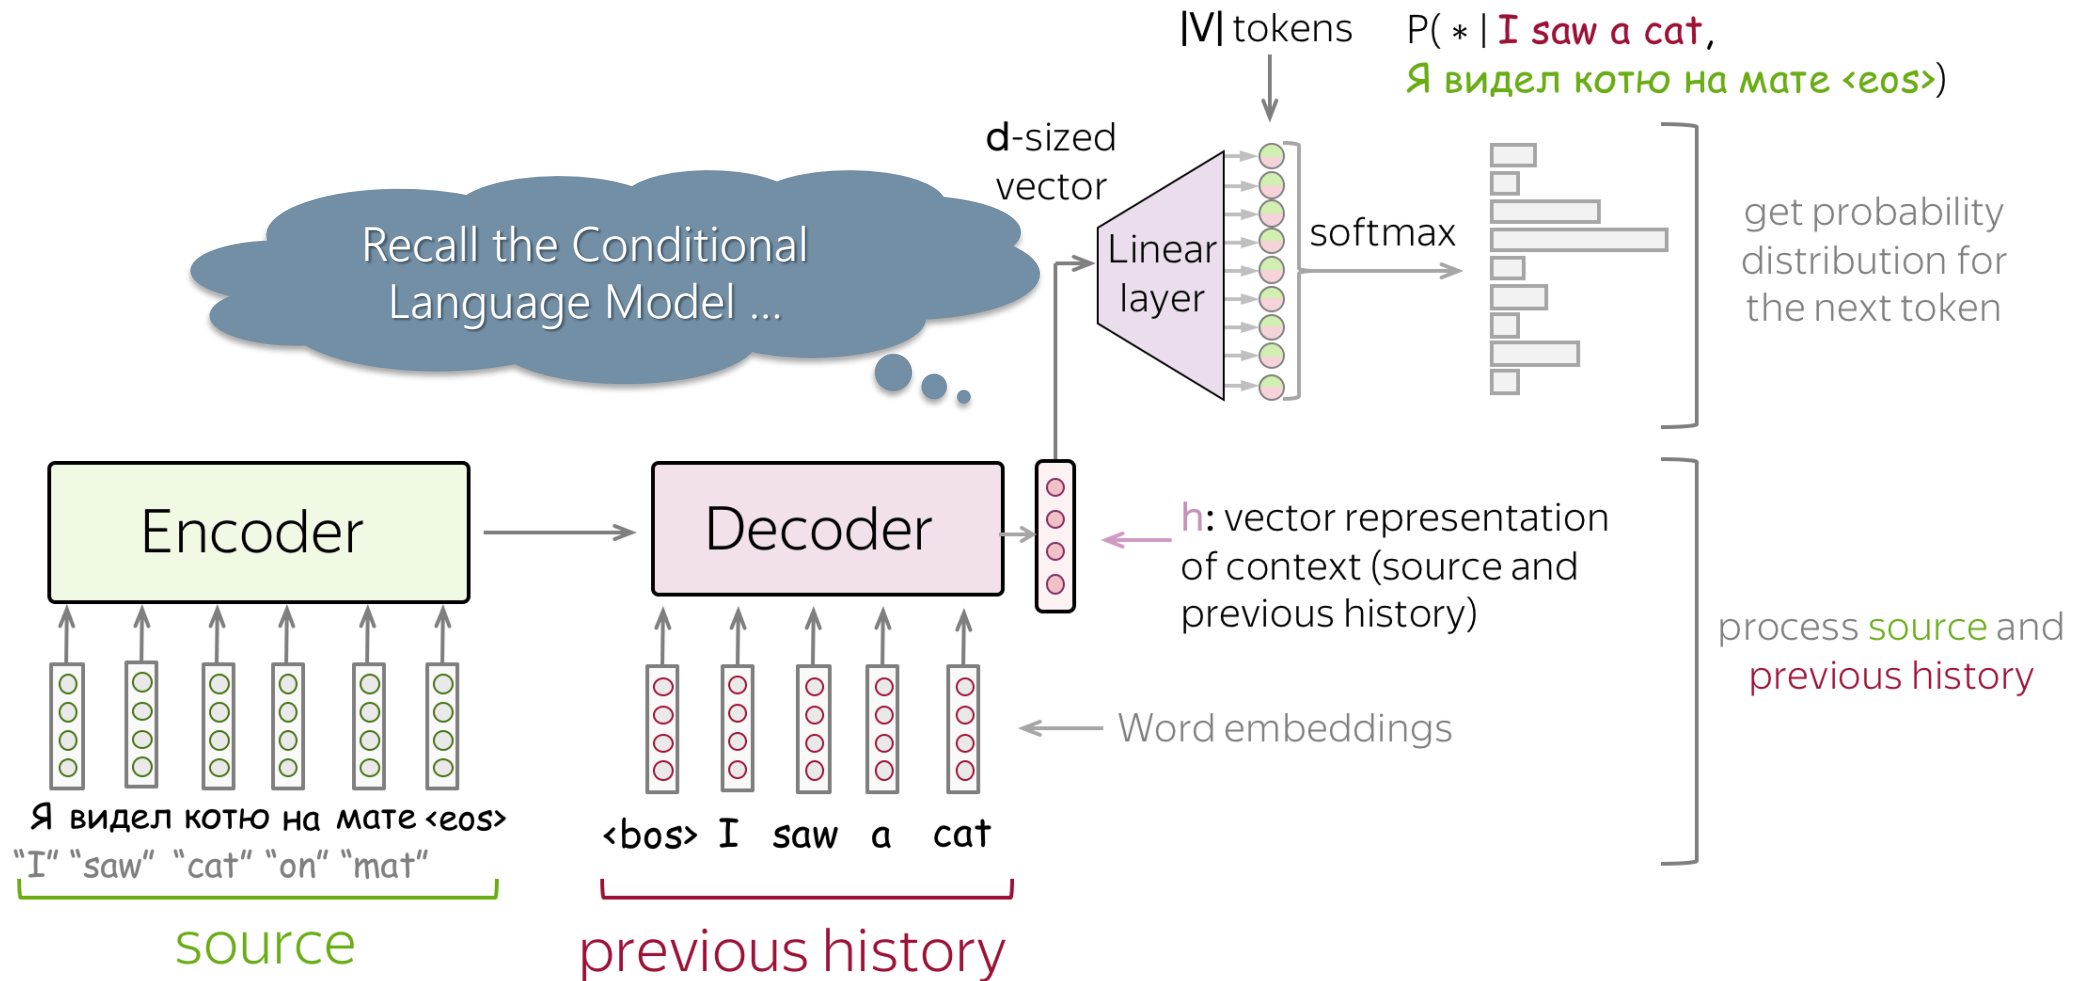 |V| tokens
P( * | I saw a cat,
Я видел котю на мате <eos>)
d-sized
vector
Recall the Conditional
Language Model ...
Linear
layer
softmax
get probability
distribution for
the next token
Encoder
Decoder
h: vector representation
of context (source and
previous history)
process source and
previous history
Word embeddings
Я видел котю на мате <eos>
"I" "saw" "cat" "on" "mat"
<bos> I saw a cat
source
previous history